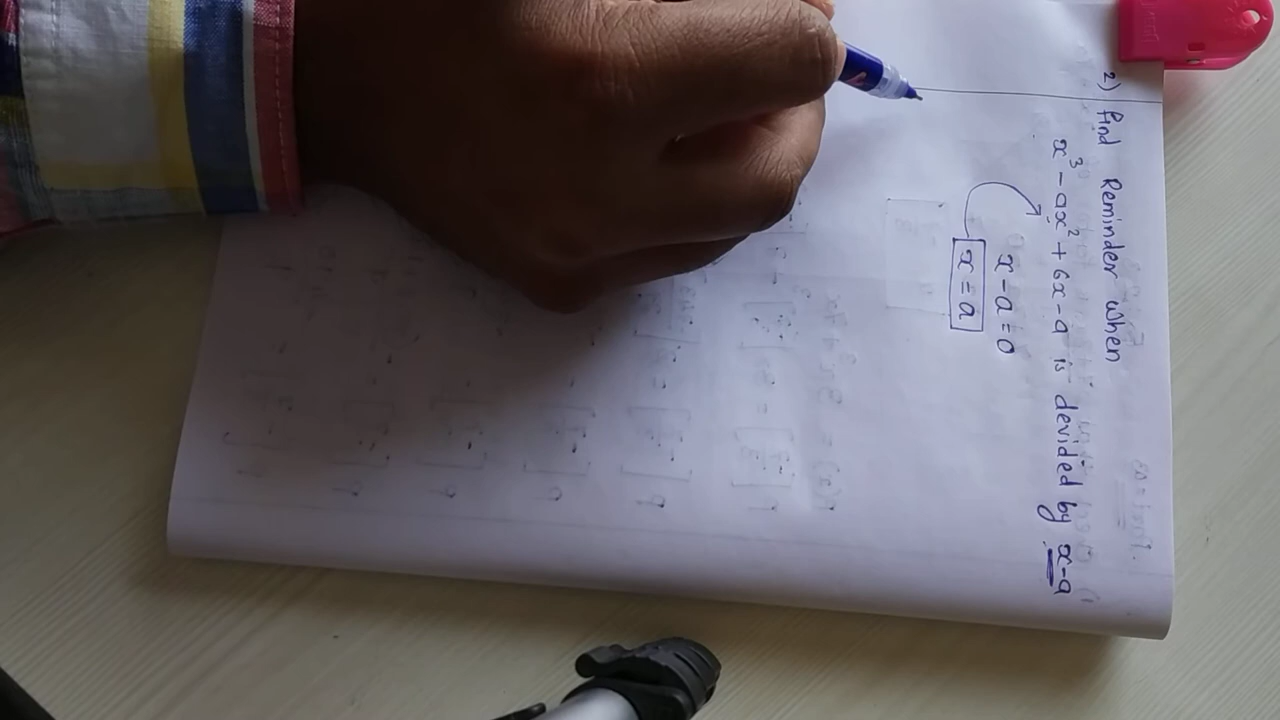 2) find Reminder when
x³ - ax² + 6x - a is devided by x-a
x - a = 0
x = a